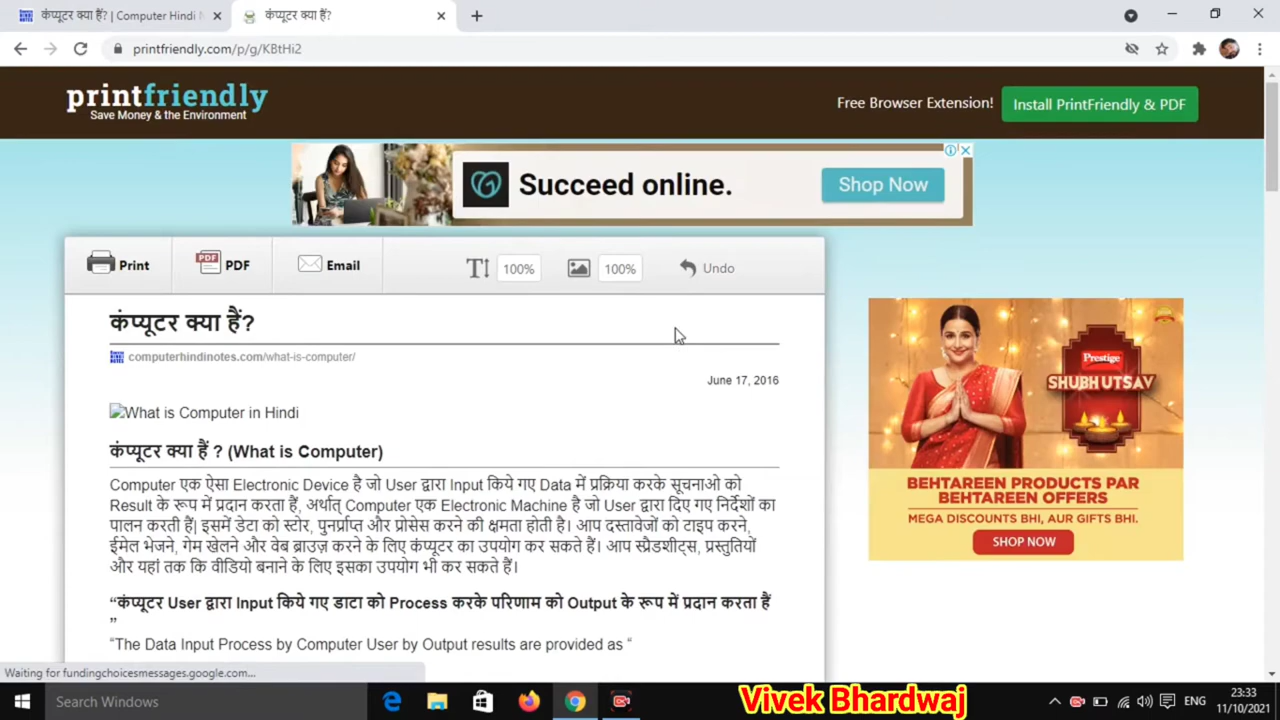 कंप्यूटर क्या हैं? | Computer Hindi N
कंप्यूटर क्या हैं?
printfriendly.com/p/g/KBtHi2
printfriendly
Save Money & the Environment
Free Browser Extension!
Install PrintFriendly & PDF
Succeed online.
Shop Now
Print
PDF
PDF
Email
100%
100%
Undo
कंप्यूटर क्या हैं?
computerhindinotes.com/what-is-computer/
June 17, 2016
What is Computer in Hindi
कंप्यूटर क्या हैं ? (What is Computer)
Computer एक ऐसा Electronic Device है जो User द्वारा Input किये गए Data में प्रक्रिया करके सूचनाओ को
Result के रूप में प्रदान करता हैं, अर्थात् Computer एक Electronic Machine है जो User द्वारा दिए गए निर्देशों का
पालन करती हैं| इसमें डेटा को स्टोर, पुनर्प्राप्त और प्रोसेस करने की क्षमता होती है। आप दस्तावेजों को टाइप करने,
ईमेल भेजने, गेम खेलने और वेब ब्राउज़ करने के लिए कंप्यूटर का उपयोग कर सकते हैं। आप स्प्रैडशीट्स, प्रस्तुतियों
और यहां तक कि वीडियो बनाने के लिए इसका उपयोग भी कर सकते हैं।
“कंप्यूटर User द्वारा Input किये गए डाटा को Process करके परिणाम को Output के रूप में प्रदान करता हैं
”
“The Data Input Process by Computer User by Output results are provided as “
Prestige
SHUBH UTSAV
BEHTAREEN PRODUCTS PAR
BEHTAREEN OFFERS
MEGA DISCOUNTS BHI, AUR GIFTS BHI.
SHOP NOW
Waiting for fundingchoicesmessages.google.com...
Search Windows
Vivek Bhardwaj
ENG
23:33
11/10/2021